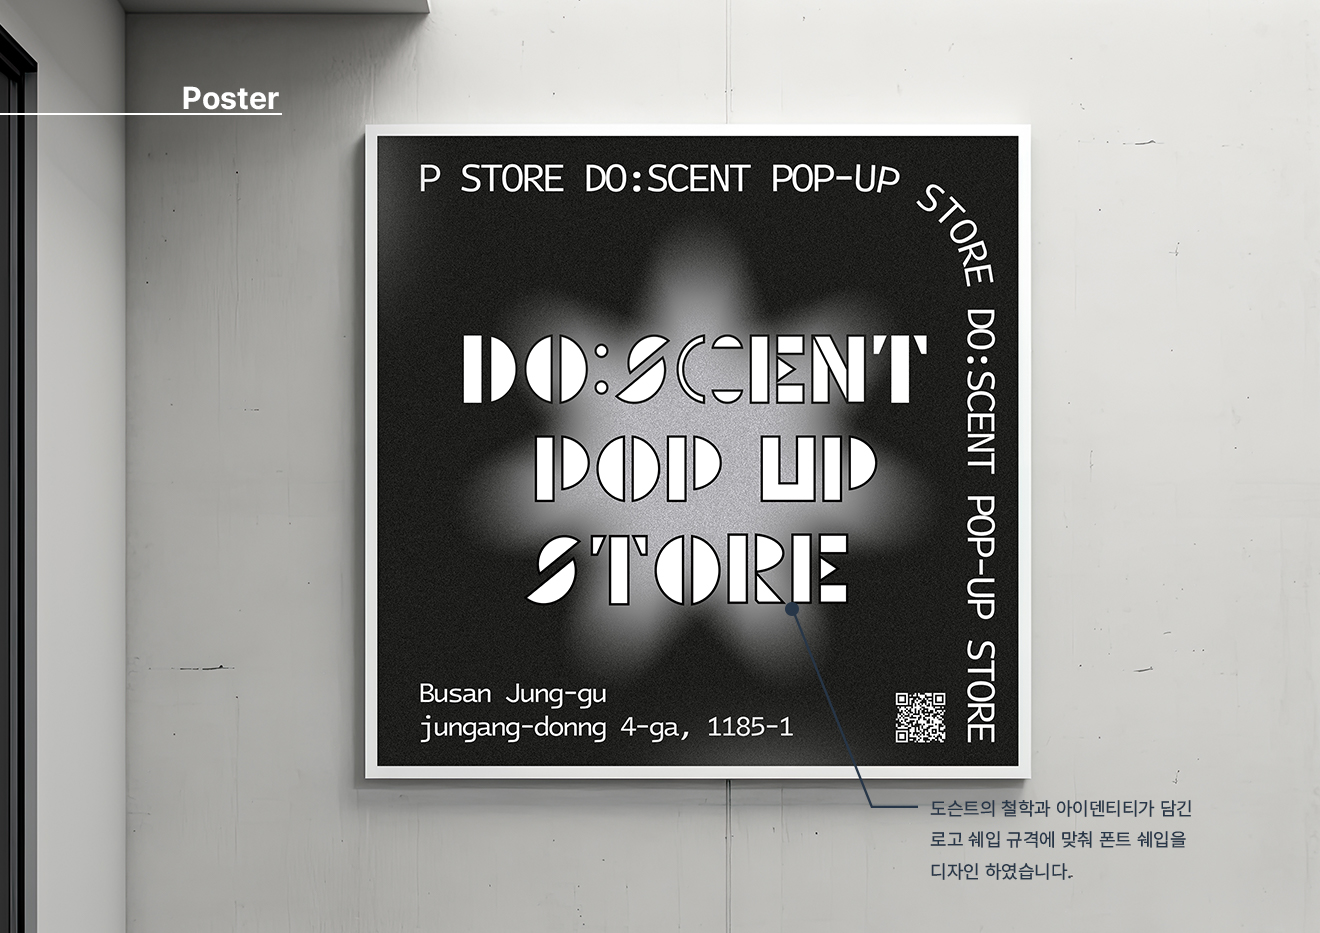 Poster
P STORE DO:SCENT POP-UP STORE DO:SCENT POP-UP STORE
DO:SCENT
POP UP
STORE
Busan Jung-gu
jungang-donng 4-ga, 1185-1
도슨트의 철학과 아이덴티티가 담긴
로고 쉐입 규격에 맞춰 폰트 쉐입을
디자인 하였습니다.